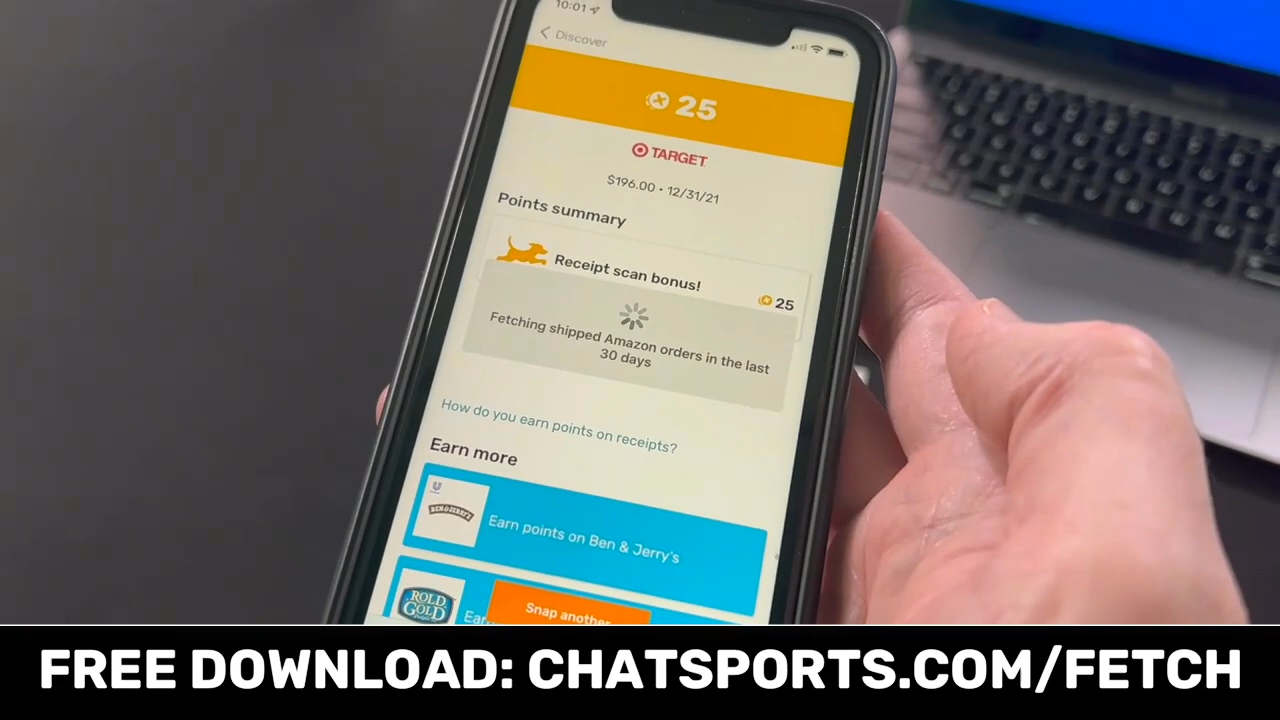 10:01
Discover
25
TARGET
$196.00 • 12/31/21
Points summary
Receipt scan bonus!
25
Fetching shipped Amazon orders in the last
30 days
How do you earn points on receipts?
Earn more
BEN & JERRY'S
Earn points on Ben & Jerry's
ROLD
GOLD
Ear
Snap another
FREE DOWNLOAD: CHATSPORTS.COM/FETCH